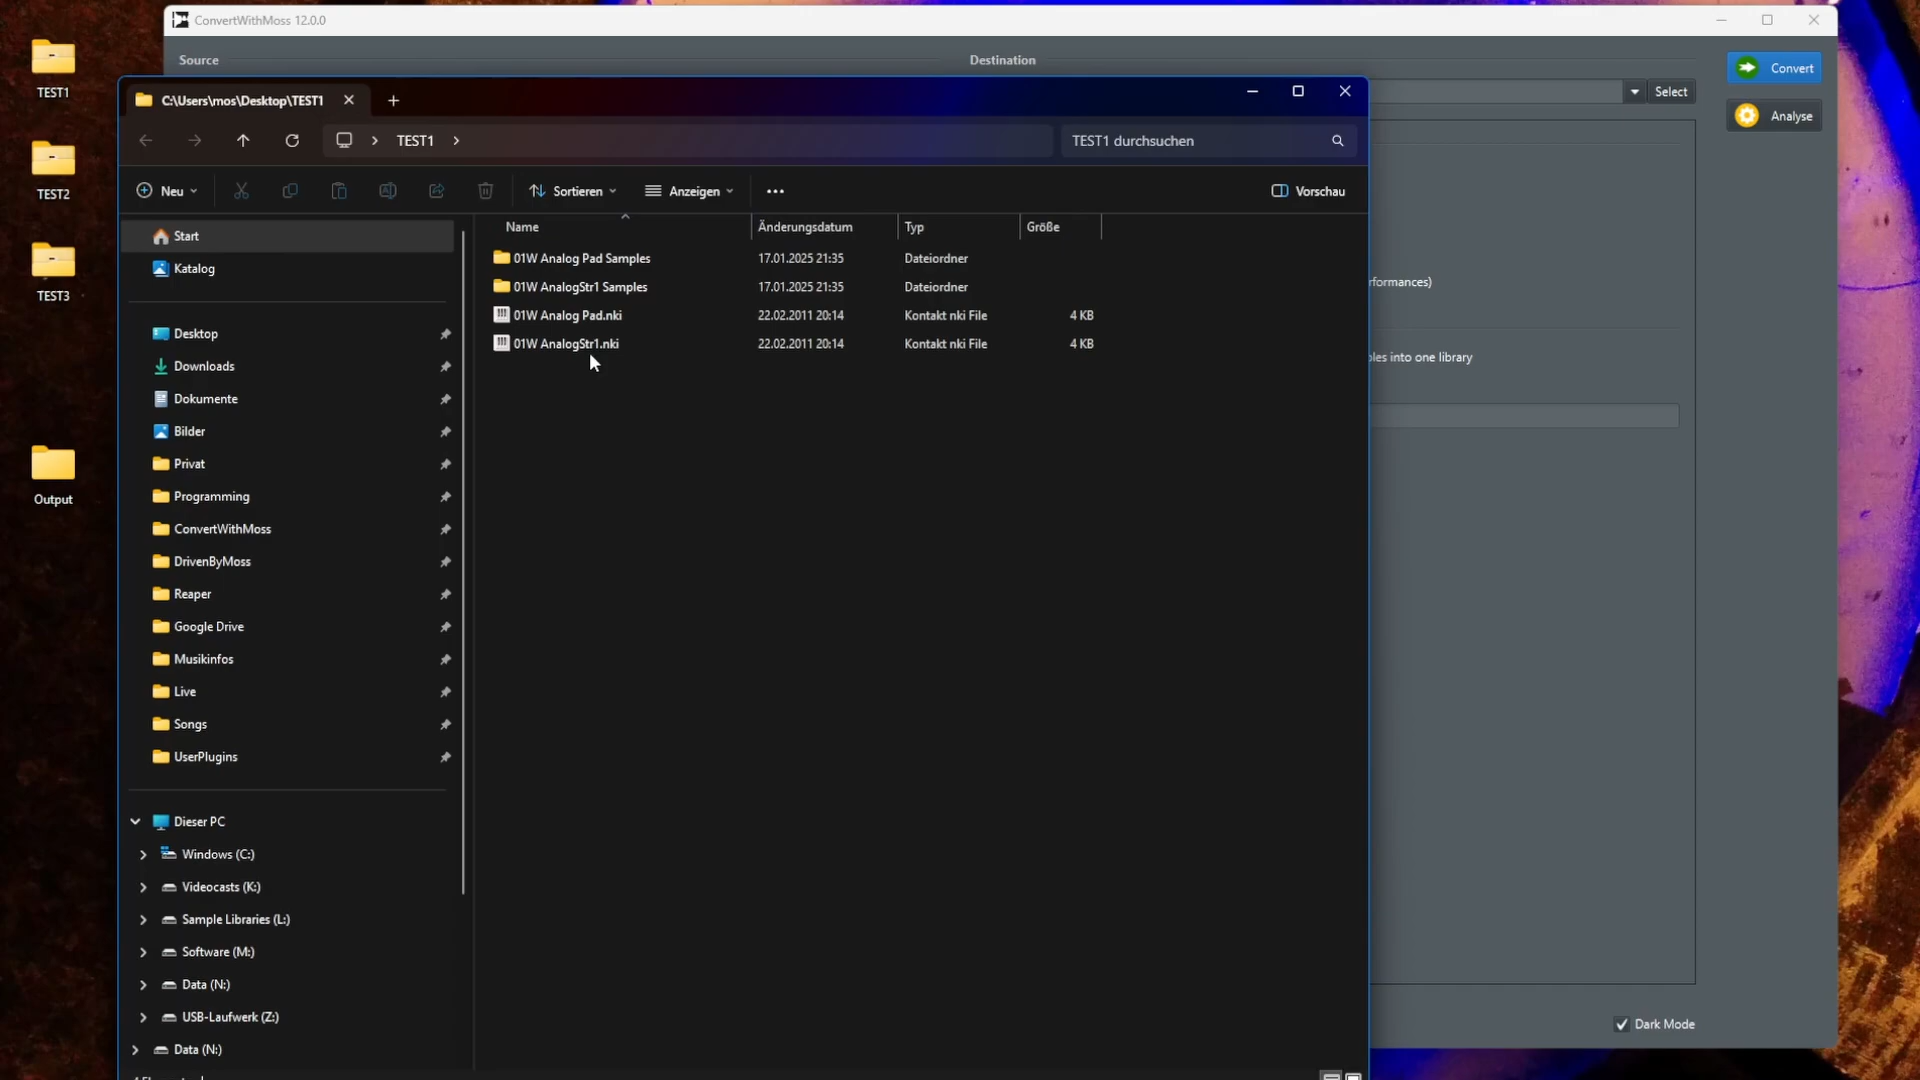 ConvertWithMoss 12.0.0
Source
Destination
TEST1
TEST2
TEST3
Output
C:\Users\mos\Desktop\TEST1
TEST1
TEST1 durchsuchen
Neu
Sortieren
Anzeigen
Vorschau
Start
Katalog
Desktop
Downloads
Dokumente
Bilder
Privat
Programming
ConvertWithMoss
DrivenByMoss
Reaper
Google Drive
Musikinfos
Live
Songs
UserPlugins
Dieser PC
Windows (C:)
Videocasts (K:)
Sample Libraries (L:)
Software (M:)
Data (N:)
USB-Laufwerk (Z:)
Data (N:)
Name Änderungsdatum Typ Größe
01W Analog Pad Samples 17.01.2025 21:35 Dateiordner
01W AnalogStr1 Samples 17.01.2025 21:35 Dateiordner
01W Analog Pad.nki 22.02.2011 20:14 Kontakt nki File 4 KB
01W AnalogStr1.nki 22.02.2011 20:14 Kontakt nki File 4 KB
Select
Convert
Analyse
rformances)
les into one library
Dark Mode